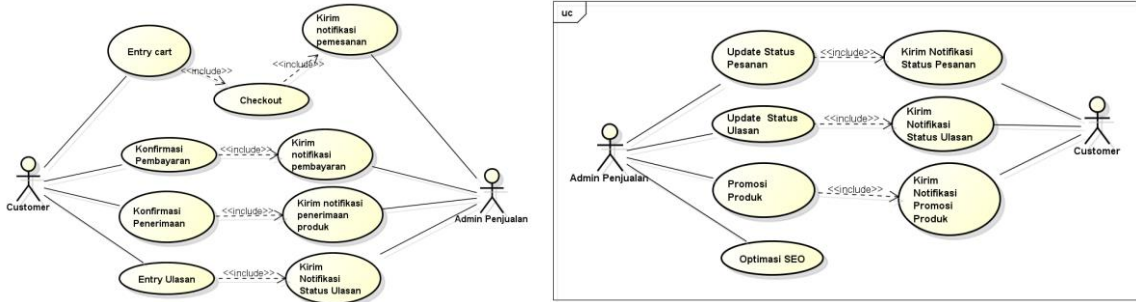 Entry cart
<<include>>
Kirim
notifikasi
pemesanan
<<include>>
Checkout
Konfirmasi
Pembayaran
<<include>>
Kirim
notifikasi
pembayaran
Customer
Admin Penjualan
Konfirmasi
Penerimaan
<<include>>
Kirim notifikasi
penerimaan
produk
Entry Ulasan
<<include>>
Kirim
Notifikasi
Status Ulasan
uc
Update Status
Pesanan
<<include>>
Kirim Notifikasi
Status Pesanan
Update Status
Ulasan
<<include>>
Kirim
Notifikasi
Status Ulasan
Admin Penjualan
Customer
Promosi
Produk
<<include>>
Kirim
Notifikasi
Promosi
Produk
Optimasi SEO